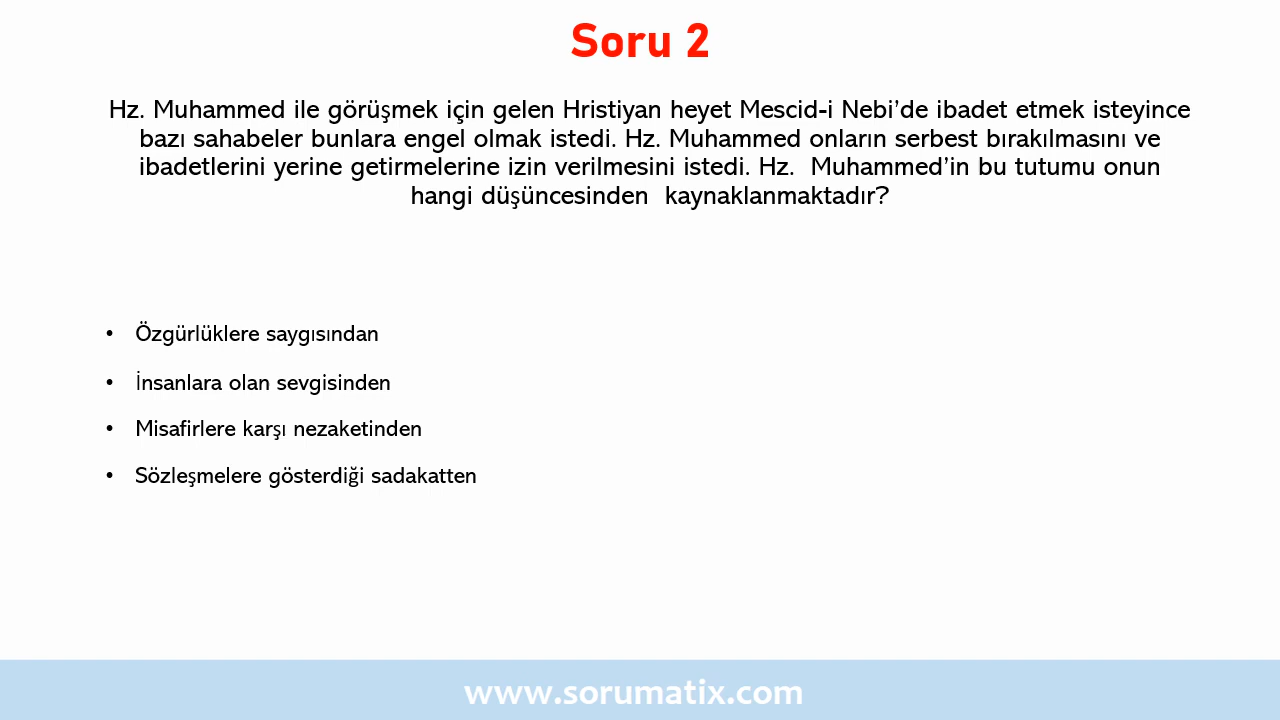 Soru 2
Hz. Muhammed ile görüşmek için gelen Hristiyan heyet Mescid-i Nebi’de ibadet etmek isteyince
bazı sahabeler bunlara engel olmak istedi. Hz. Muhammed onların serbest bırakılmasını ve
ibadetlerini yerine getirmelerine izin verilmesini istedi. Hz.  Muhammed’in bu tutumu onun
hangi düşüncesinden  kaynaklanmaktadır?
• Özgürlüklere saygısından
• İnsanlara olan sevgisinden
• Misafirlere karşı nezaketinden
• Sözleşmelere gösterdiği sadakatten
www.sorumatix.com